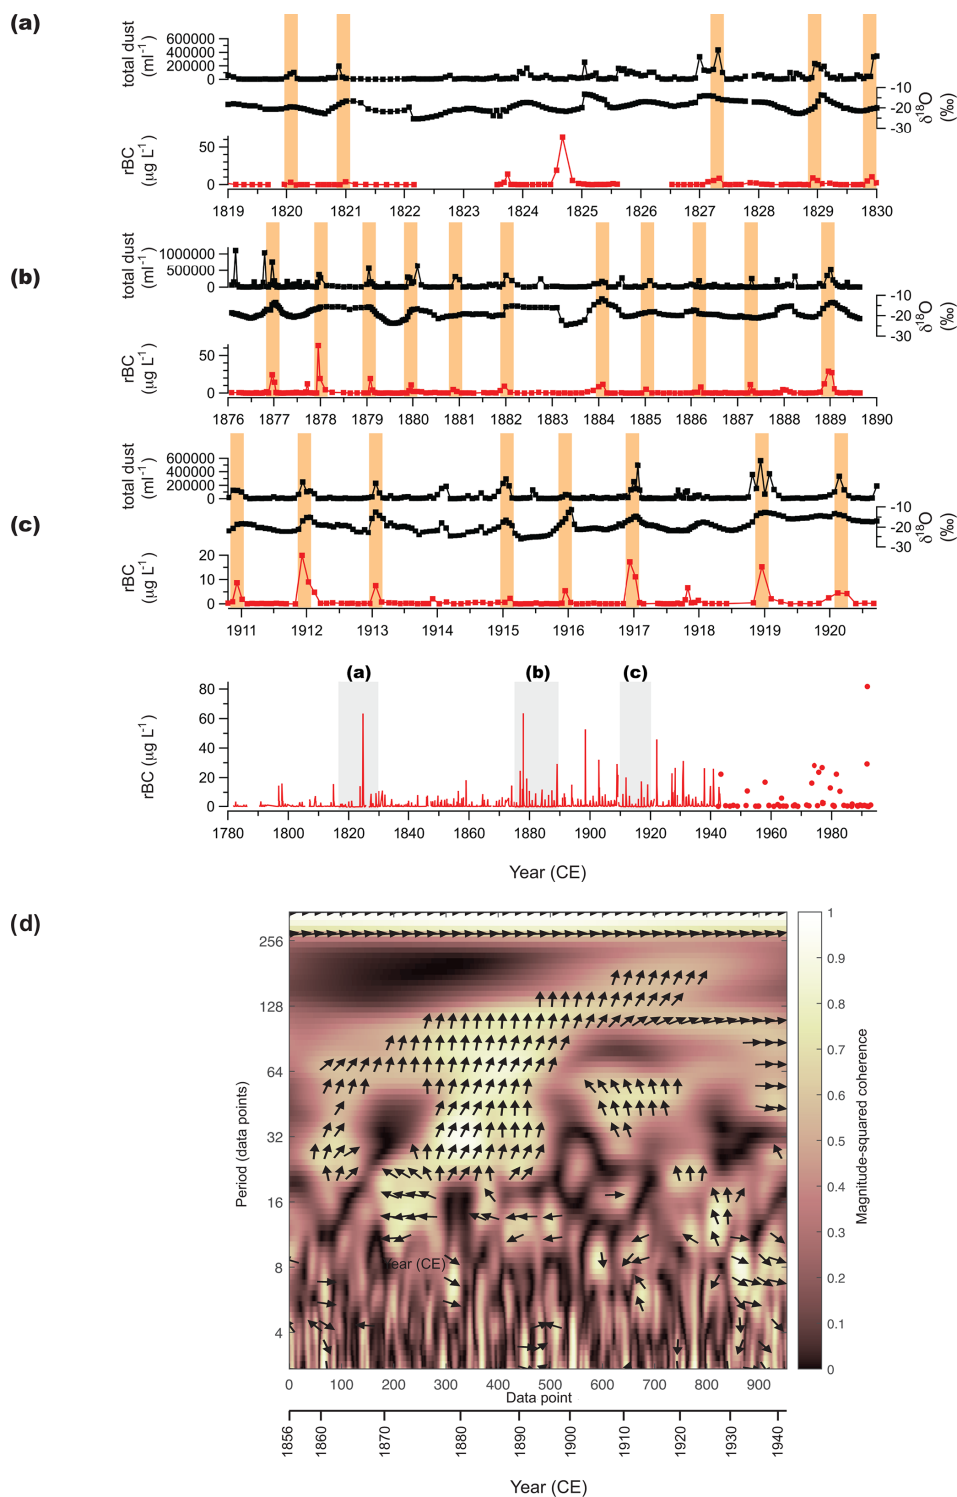 (a)
total dust
(ml-1)
600000
400000
200000
0
-10
-20
-30
δ18O
(‰)
rBC
(µg L-1)
50
0
1819 1820 1821 1822 1823 1824 1825 1826 1827 1828 1829 1830
(b)
total dust
(ml-1)
1000000
500000
0
-10
-20
-30
δ18O
(‰)
rBC
(µg L-1)
50
0
1876 1877 1878 1879 1880 1881 1882 1883 1884 1885 1886 1887 1888 1889 1890
(c)
total dust
(ml-1)
600000
400000
200000
0
-10
-20
-30
δ18O
(‰)
rBC
(µg L-1)
20
10
0
1911 1912 1913 1914 1915 1916 1917 1918 1919 1920
(a) (b) (c)
rBC (µg L-1)
80
60
40
20
0
1780 1800 1820 1840 1860 1880 1900 1920 1940 1960 1980
Year (CE)
(d)
Period (data points)
256
128
64
32
16
8
4
Year (CE)
0 100 200 300 400 500 600 700 800 900
Data point
1
0.9
0.8
0.7
0.6
0.5
0.4
0.3
0.2
0.1
0
Magnitude-squared coherence
1856 1860 1870 1880 1890 1900 1910 1920 1930 1940
Year (CE)